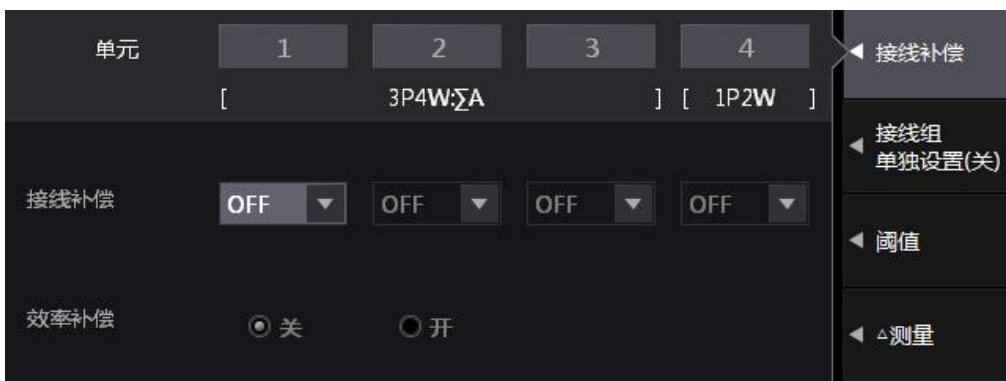 单元 1 2 3 4
[ 3P4W:∑A ] [ 1P2W ]
接线补偿 OFF OFF OFF OFF
效率补偿 关 开
接线补偿
接线组
单独设置(关)
阈值
△测量